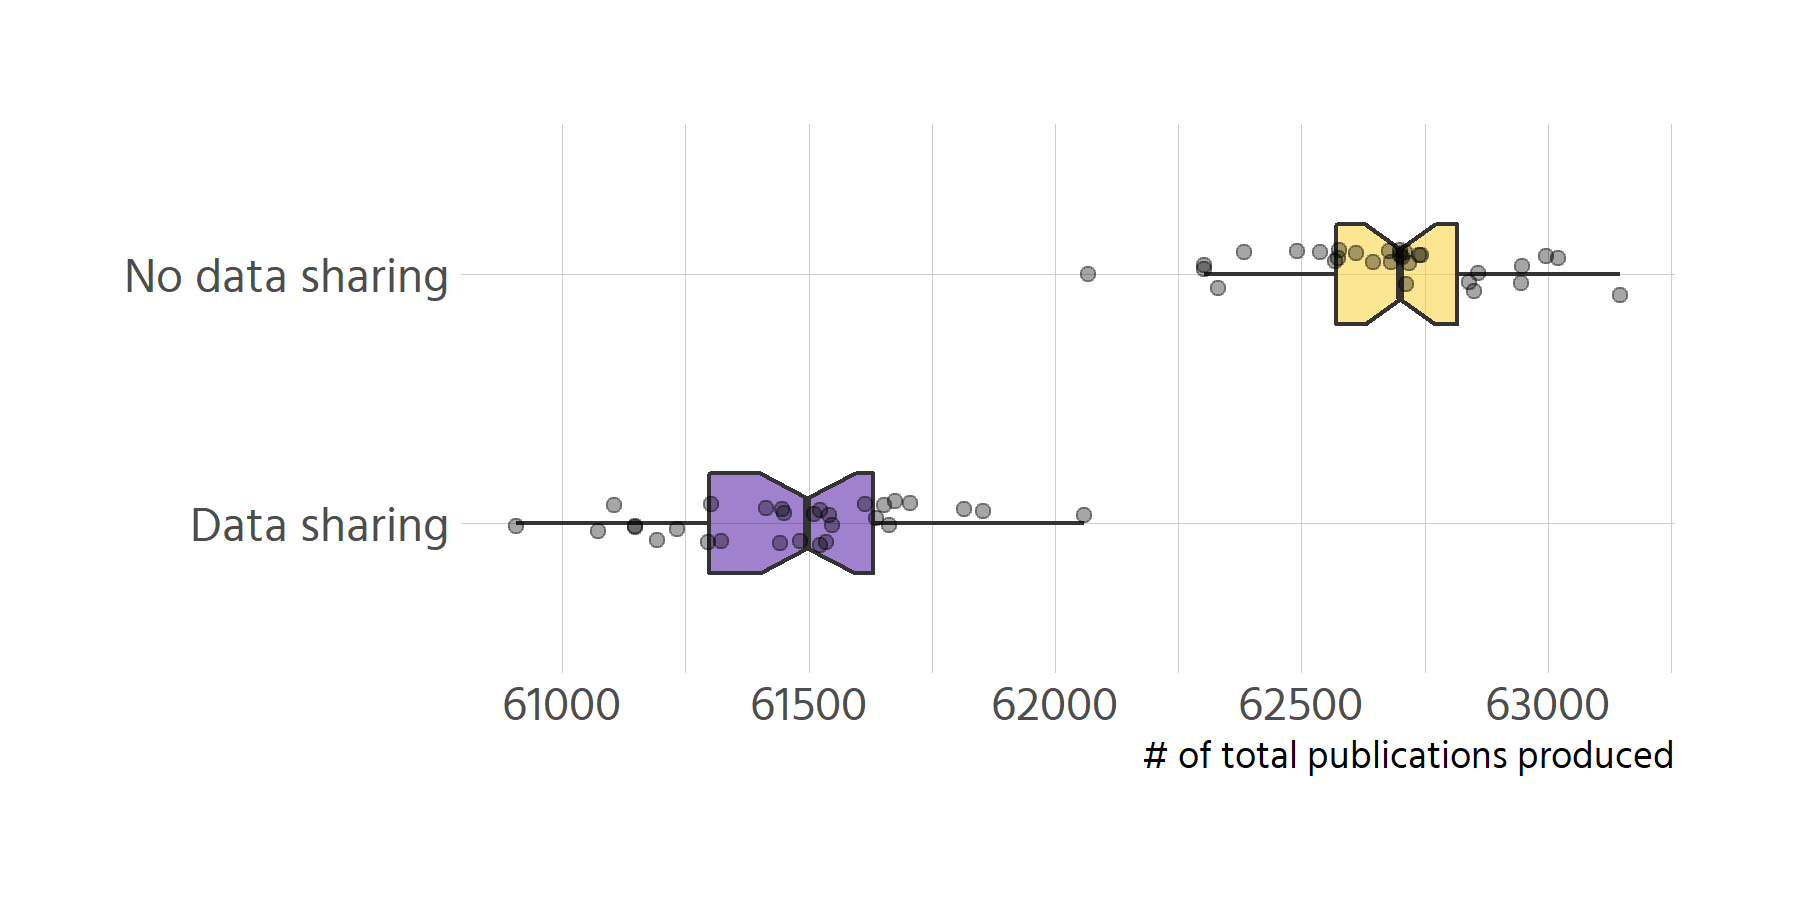 No data sharing
Data sharing
61000 61500 62000 62500 63000
# of total publications produced